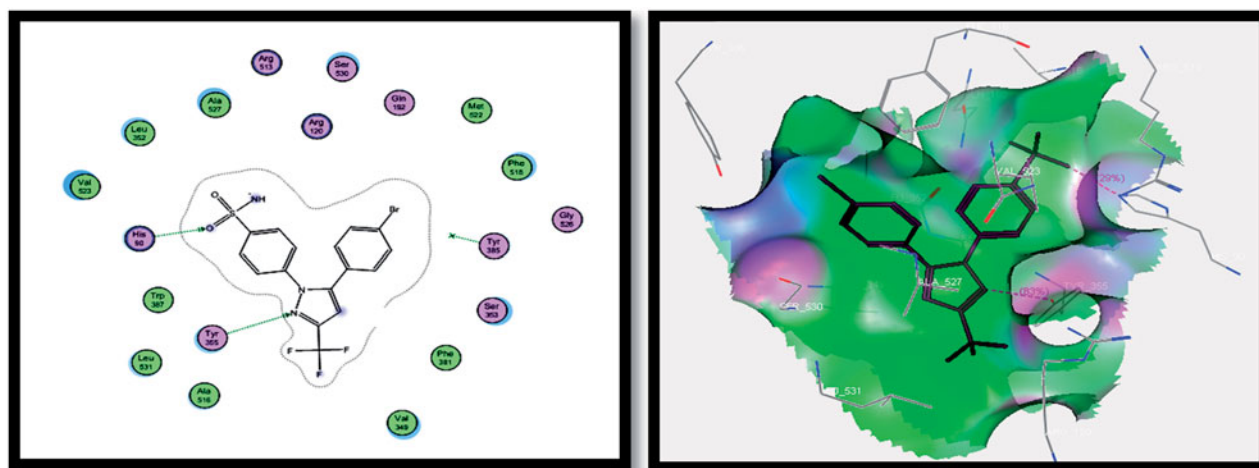 Arg
513
Ser
530
Gln
192
Ala
527
Met
522
Arg
120
Leu
352
Phe
518
Val
523
O
NH
S
O
Br
Gly
526
His
90
Tyr
385
N
N
Trp
387
Ser
353
Tyr
355
F
F
F
Phe
381
Leu
531
Ala
516
Val
349
VAL_523
(29%)
ALA_527
SER_530
_355
_531